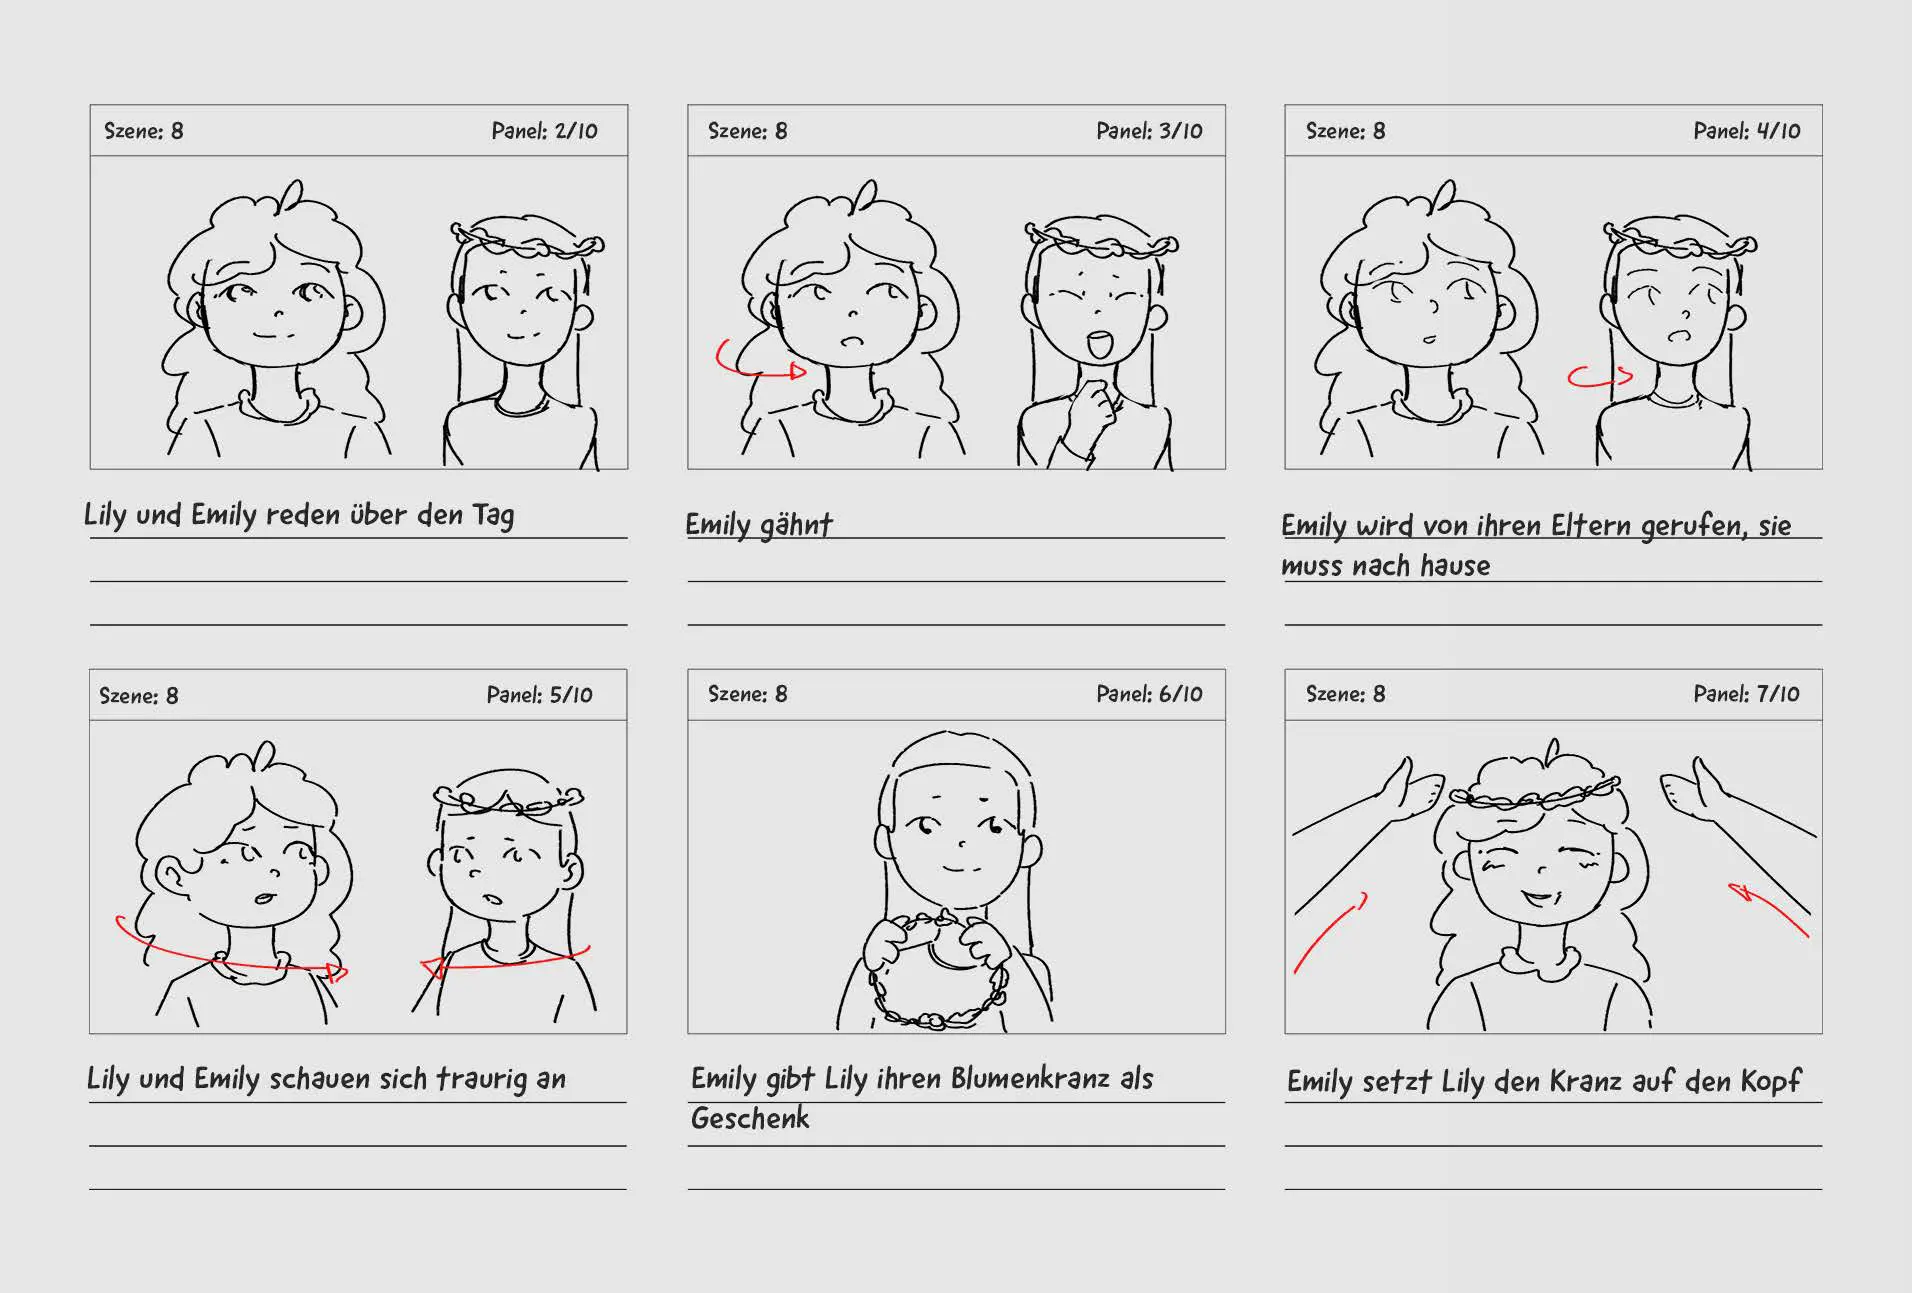 Szene: 8 Panel: 2/10
Szene: 8 Panel: 3/10
Szene: 8 Panel: 4/10
Lily und Emily reden über den Tag
Emily gähnt
Emily wird von ihren Eltern gerufen, sie
muss nach hause
Szene: 8 Panel: 5/10
Szene: 8 Panel: 6/10
Szene: 8 Panel: 7/10
Lily und Emily schauen sich traurig an
Emily gibt Lily ihren Blumenkranz als
Geschenk
Emily setzt Lily den Kranz auf den Kopf